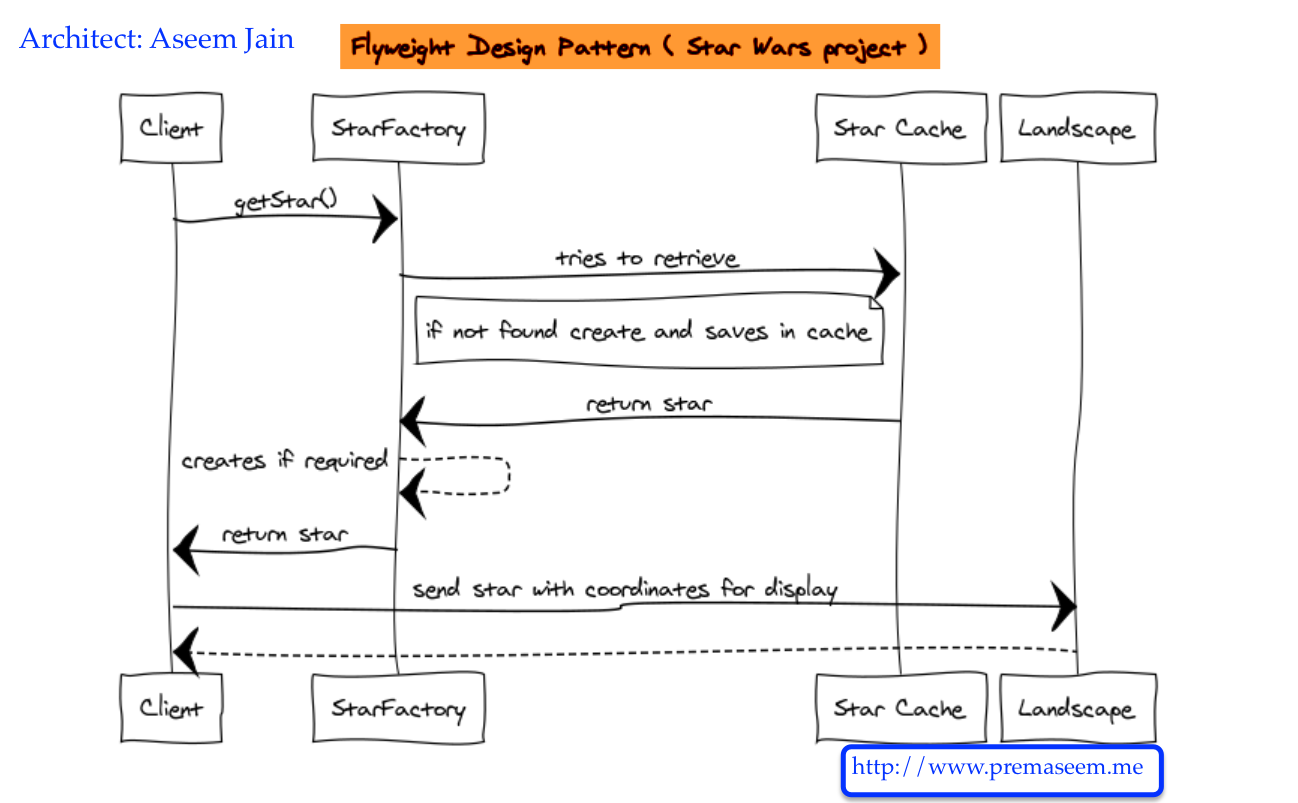 Architect: Aseem Jain
Flyweight Design Pattern ( Star Wars project )
Client
StarFactory
Star Cache
Landscape
getStar()
tries to retrieve
if not found create and saves in cache
return star
creates if required
return star
send star with coordinates for display
Client
StarFactory
Star Cache
Landscape
http://www.premaseem.me